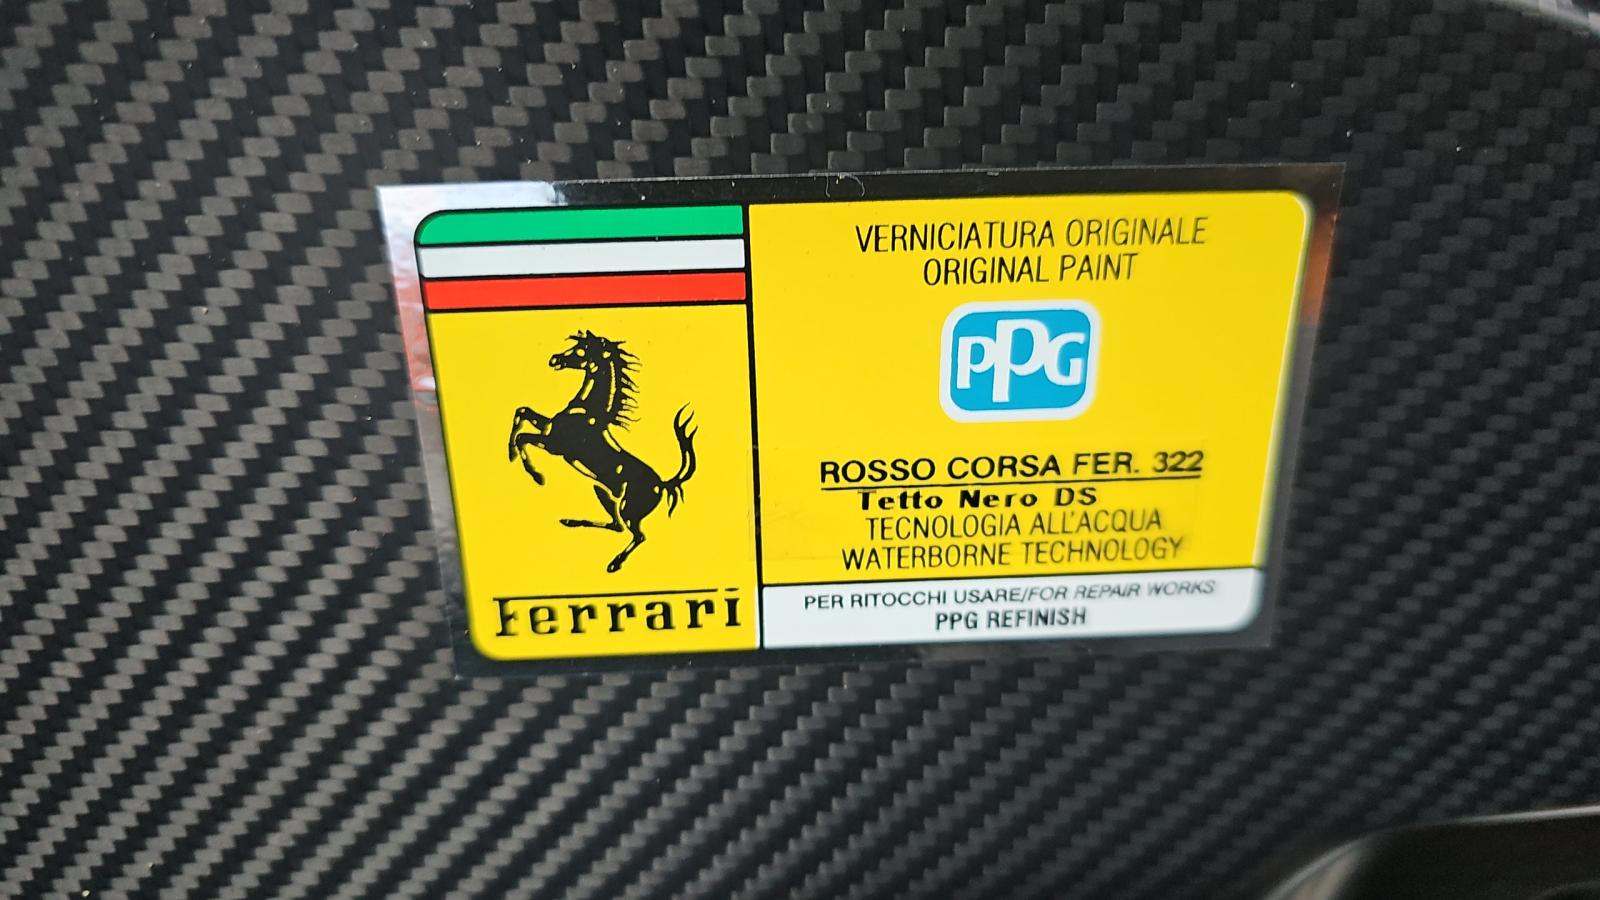 Ferrari
VERNICIATURA ORIGINALE
ORIGINAL PAINT
PPG
ROSSO CORSA FER. 322
Tetto Nero DS
TECNOLOGIA ALL'ACQUA
WATERBORNE TECHNOLOGY
PER RITOCCHI USARE/FOR REPAIR WORKS
PPG REFINISH